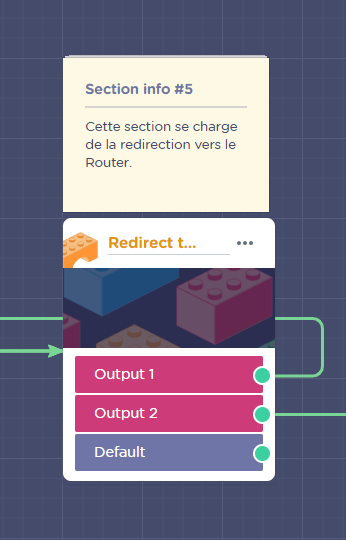 Section info #5
Cette section se charge
de la redirection vers le
Router.
Redirect t...
Output 1
Output 2
Default